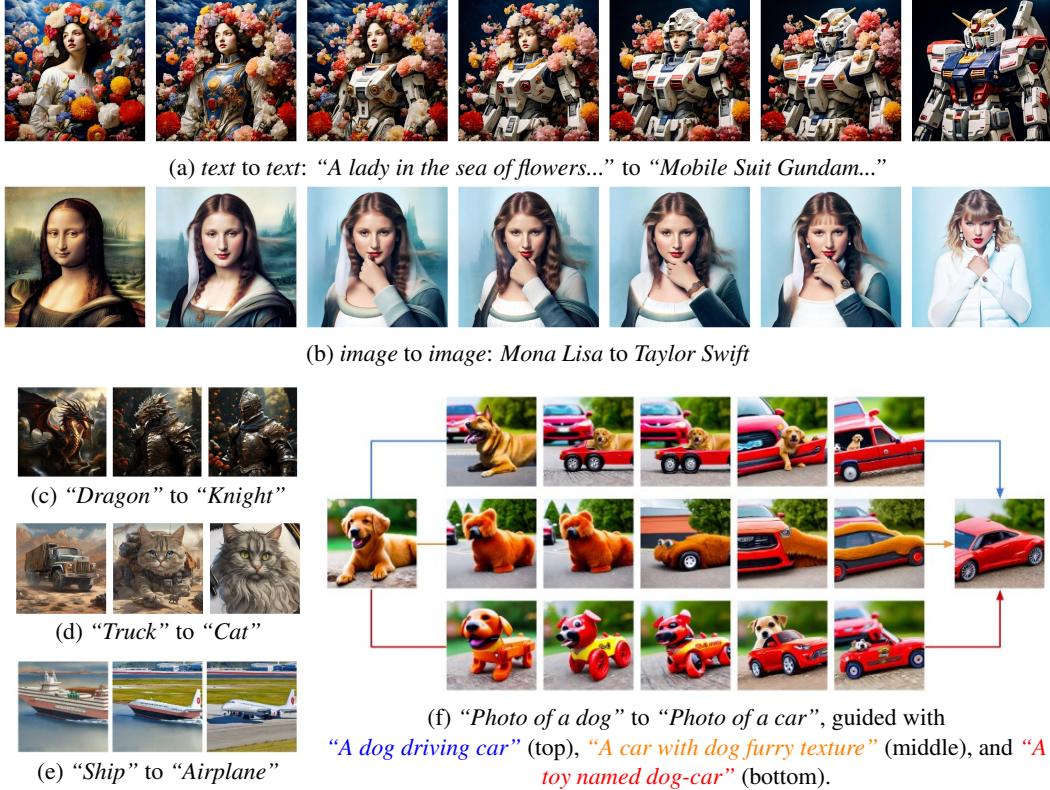 (a) text to text: “A lady in the sea of flowers...” to “Mobile Suit Gundam...”
(b) image to image: Mona Lisa to Taylor Swift
(c) “Dragon” to “Knight”
(d) “Truck” to “Cat”
(e) “Ship” to “Airplane”
(f) “Photo of a dog” to “Photo of a car”, guided with
“A dog driving car” (top), “A car with dog furry texture” (middle), and “A
toy named dog-car” (bottom).